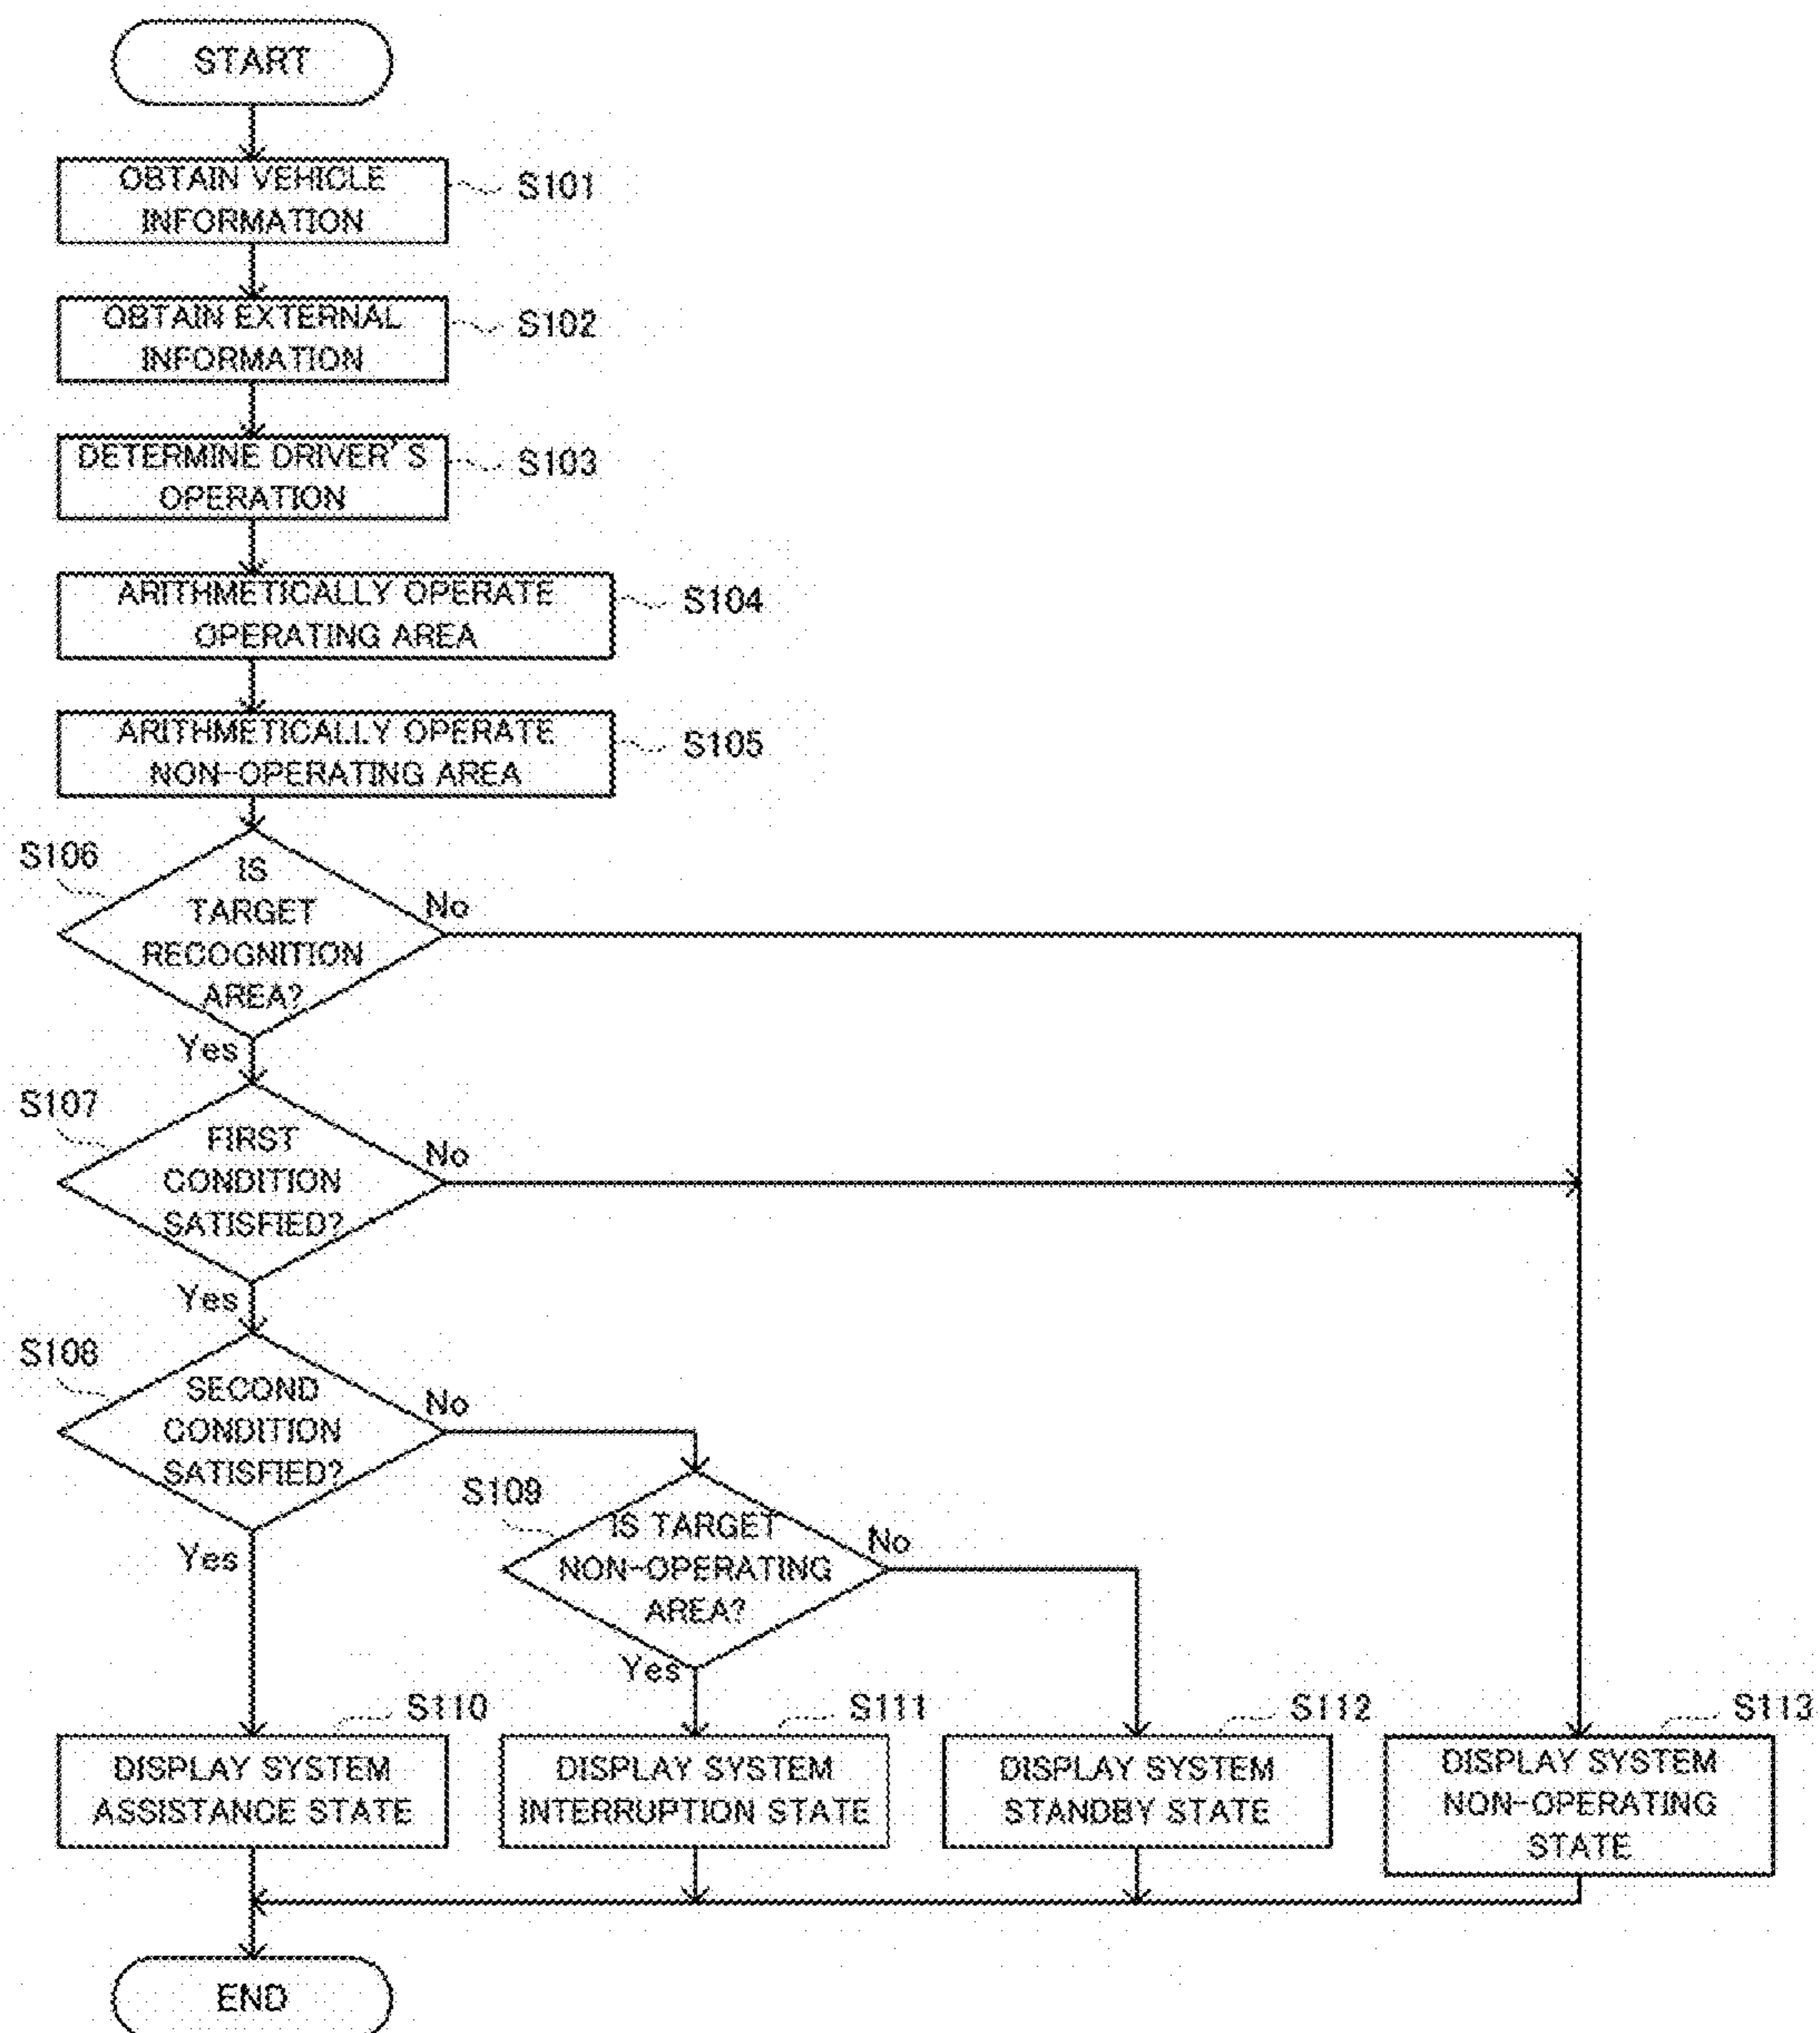 START
OBTAIN VEHICLE
INFORMATION
S101
OBTAIN EXTERNAL
INFORMATION
S102
DETERMINE DRIVER'S
OPERATION
S103
ARITHMETICALLY OPERATE
OPERATING AREA
S104
ARITHMETICALLY OPERATE
NON-OPERATING AREA
S105
S106
IS
TARGET
RECOGNITION
AREA?
No
Yes
S107
FIRST
CONDITION
SATISFIED?
No
Yes
S108
SECOND
CONDITION
SATISFIED?
No
Yes
S109
IS TARGET
NON-OPERATING
AREA?
No
Yes
S110
DISPLAY SYSTEM
ASSISTANCE STATE
S111
DISPLAY SYSTEM
INTERRUPTION STATE
S112
DISPLAY SYSTEM
STANDBY STATE
S113
DISPLAY SYSTEM
NON-OPERATING
STATE
END